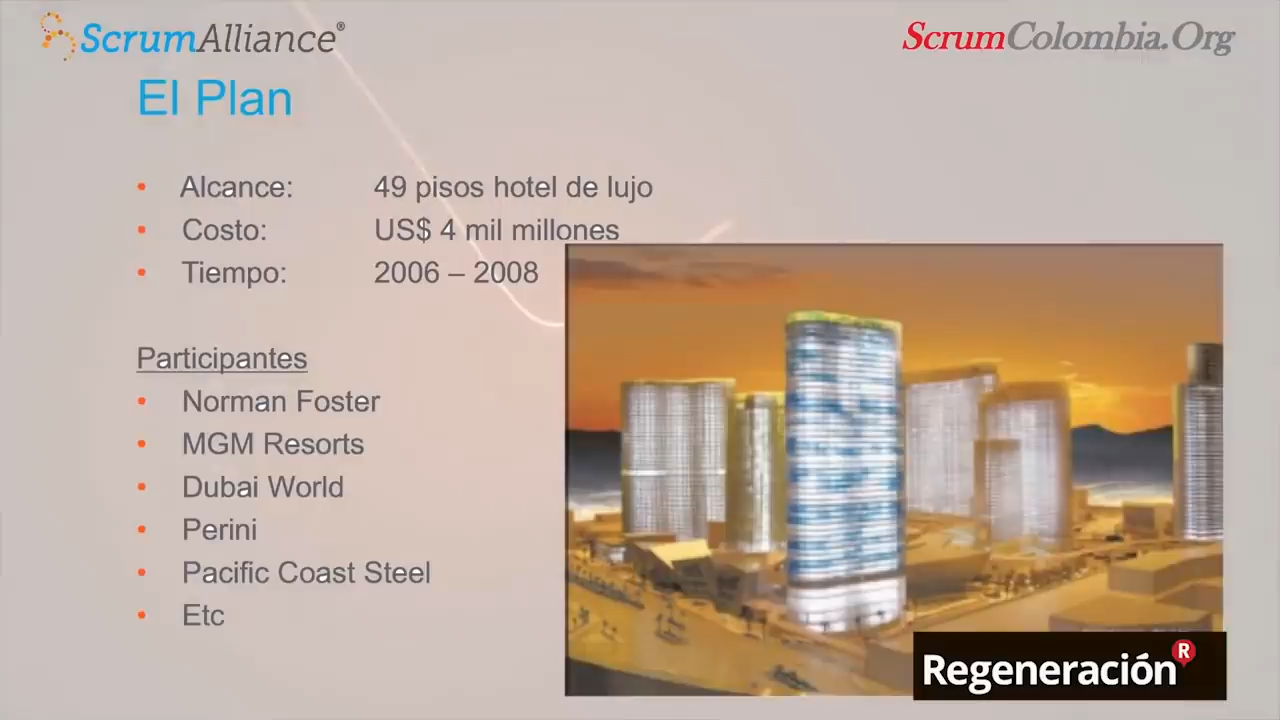 ScrumAlliance®
ScrumColombia.Org
El Plan
• Alcance: 49 pisos hotel de lujo
• Costo: US$ 4 mil millones
• Tiempo: 2006 – 2008
Participantes
• Norman Foster
• MGM Resorts
• Dubai World
• Perini
• Pacific Coast Steel
• Etc
Regeneración R